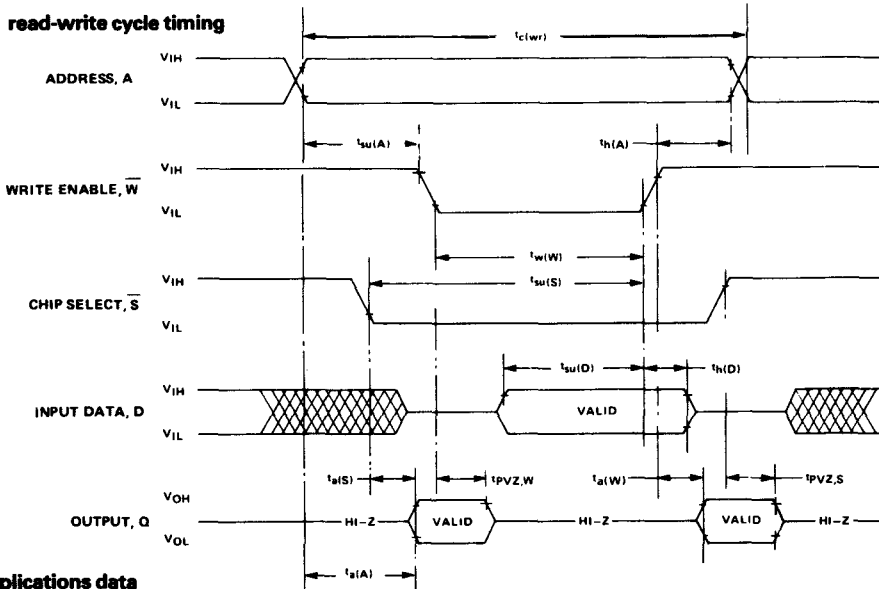 read-write cycle timing
tc(wr)
VIH
ADDRESS, A
VIL
tsu(A)
th(A)
VIH
WRITE ENABLE, W̅
VIL
tw(W)
tsu(S)
VIH
CHIP SELECT, S̅
VIL
tsu(D)
th(D)
VIH
INPUT DATA, D
VALID
VIL
ta(S)
tPVZ,W
ta(W)
tPVZ,S
VOH
OUTPUT, Q
HI-Z
VALID
HI-Z
VALID
HI-Z
VOL
ta(A)
plications data